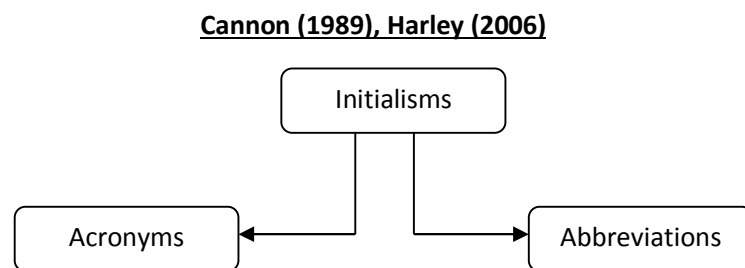 Cannon (1989), Harley (2006)
Initialisms
Acronyms
Abbreviations